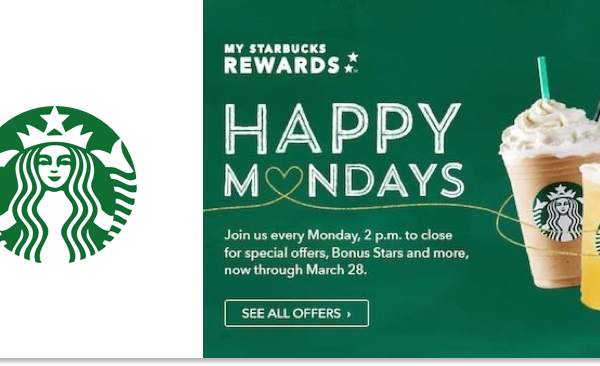 MY STARBUCKS
REWARDS
HAPPY
MONDAYS
Join us every Monday, 2 p.m. to close
for special offers, Bonus Stars and more,
now through March 28.
SEE ALL OFFERS ›